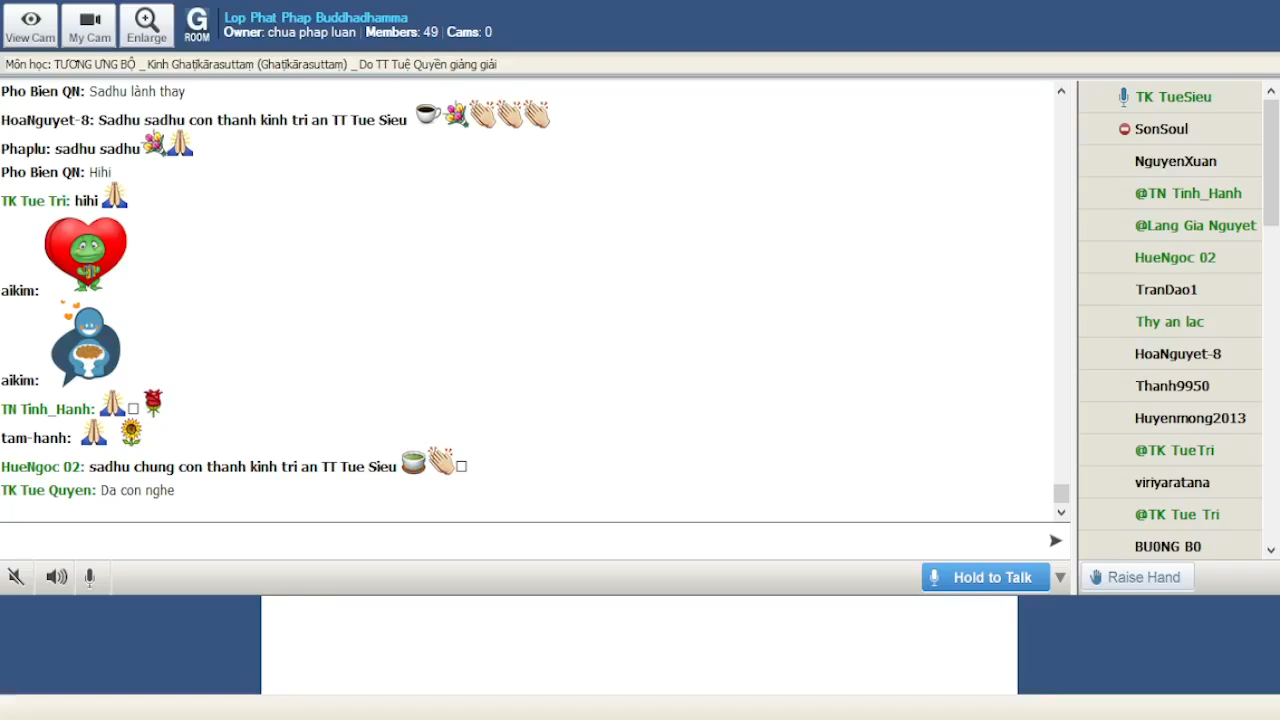 View Cam
My Cam
Enlarge
G
ROOM
Lop Phat Phap Buddhadhamma
Owner: chua phap luan | Members: 49 | Cams: 0
Môn học: TƯƠNG ƯNG BỘ _ Kinh Ghaṭikārasuttaṃ (Ghaṭikārasuttaṃ) _ Do TT Tuệ Quyền giảng giải
Pho Bien QN: Sadhu lành thay
HoaNguyet-8: Sadhu sadhu con thanh kinh tri an TT Tue Sieu
Phaplu: sadhu sadhu
Pho Bien QN: Hihi
TK Tue Tri: hihi
aikim:
aikim:
TN Tinh_Hanh:
tam-hanh:
HueNgoc 02: sadhu chung con thanh kinh tri an TT Tue Sieu
TK Tue Quyen: Da con nghe
TK TueSieu
SonSoul
NguyenXuan
@TN Tinh_Hanh
@Lang Gia Nguyet
HueNgoc 02
TranDao1
Thy an lac
HoaNguyet-8
Thanh9950
Huyenmong2013
@TK TueTri
viriyaratana
@TK Tue Tri
BU0NG B0
Hold to Talk
Raise Hand